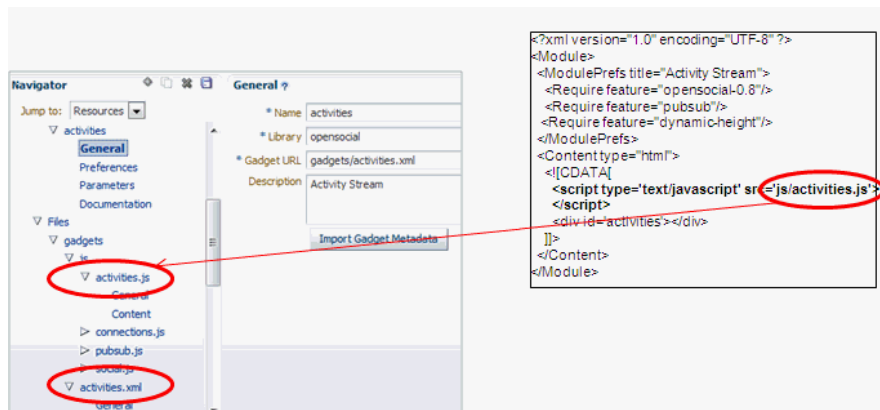 Navigator
Jump to: Resources
activities
General
Preferences
Parameters
Documentation
Files
gadgets
js
activities.js
General
Content
connections.js
pubsub.js
social.js
activities.xml
General
General ?
* Name activities
* Library opensocial
* Gadget URL gadgets/activities.xml
Description Activity Stream
Import Gadget Metadata
<?xml version="1.0" encoding="UTF-8" ?>
<Module>
<ModulePrefs title="Activity Stream">
<Require feature="opensocial-0.8"/>
<Require feature="pubsub"/>
<Require feature="dynamic-height"/>
</ModulePrefs>
<Content type="html">
<![CDATA[
<script type='text/javascript' src='js/activities.js'>
</script>
<div id='activities'></div>
]]>
</Content>
</Module>